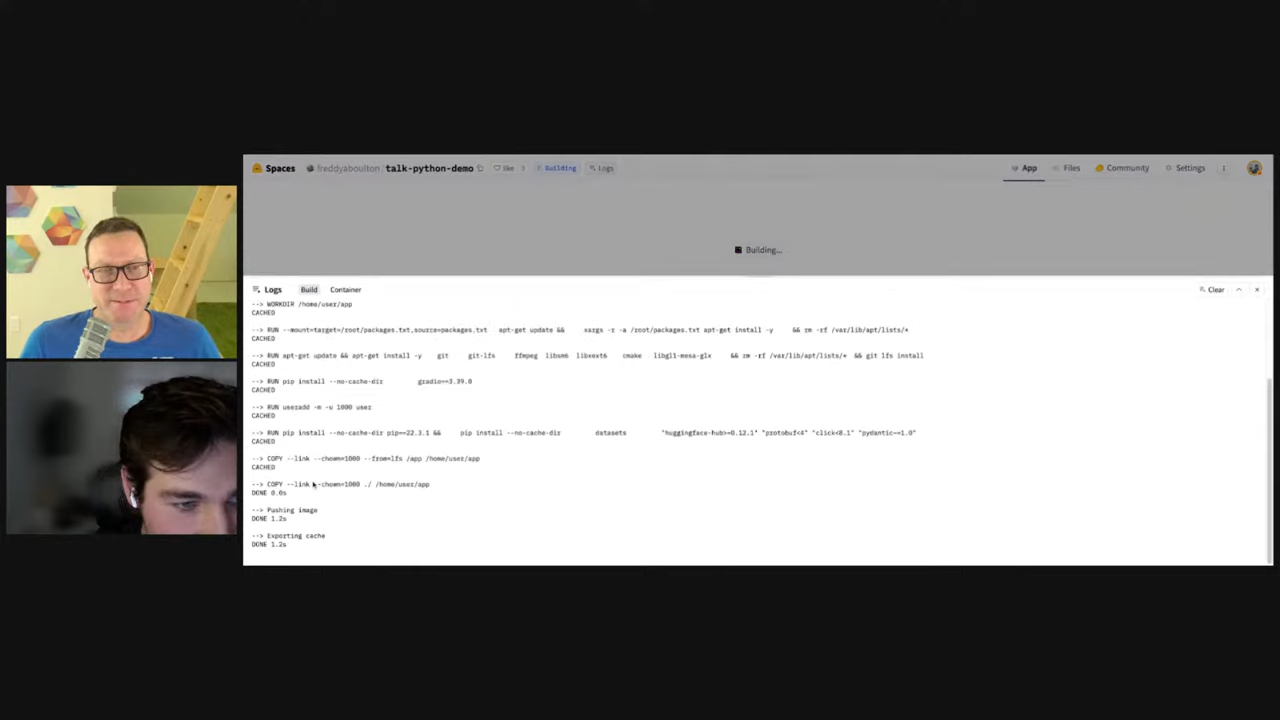 Spaces freddyaboulton/talk-python-demo like 3 Building Logs App Files Community Settings
Building...
Logs Build Container Clear
--> WORKDIR /home/user/app
CACHED
--> RUN --mount=target=/root/packages.txt,source=packages.txt apt-get update && xargs -r -a /root/packages.txt apt-get install -y && rm -rf /var/lib/apt/lists/*
CACHED
--> RUN apt-get update && apt-get install -y git git-lfs ffmpeg libsm6 libxext6 cmake libgl1-mesa-glx && rm -rf /var/lib/apt/lists/* && git lfs install
CACHED
--> RUN pip install --no-cache-dir gradio==3.39.0
CACHED
--> RUN useradd -m -u 1000 user
CACHED
--> RUN pip install --no-cache-dir pip==22.3.1 && pip install --no-cache-dir datasets "huggingface-hub>=0.12.1" "protobuf<4" "click<8.1" "pydantic~=1.0"
CACHED
--> COPY --link --chown=1000 --from=lfs /app /home/user/app
CACHED
--> COPY --link --chown=1000 ./ /home/user/app
DONE 0.0s
--> Pushing image
DONE 1.2s
--> Exporting cache
DONE 1.2s